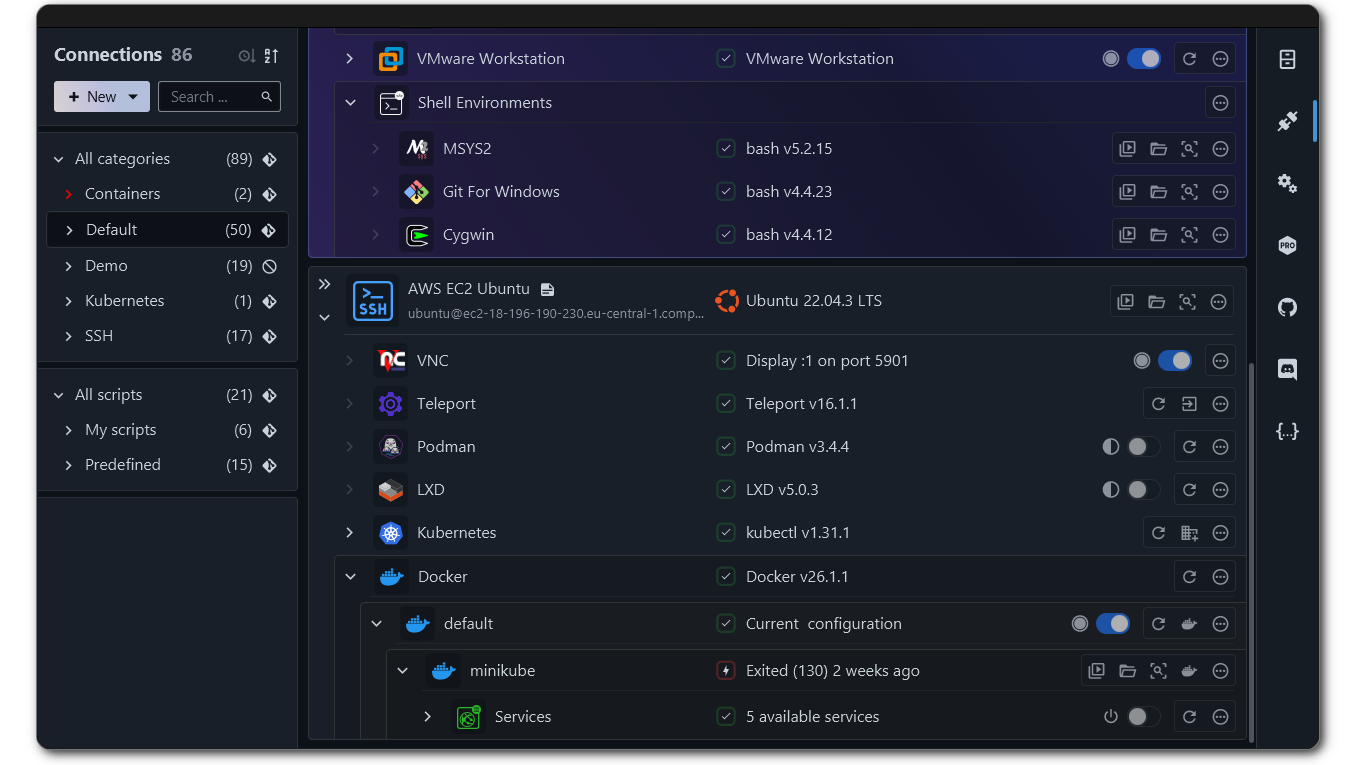 Connections 86
New
Search ...
All categories (89)
Containers (2)
Default (50)
Demo (19)
Kubernetes (1)
SSH (17)
All scripts (21)
My scripts (6)
Predefined (15)
VMware Workstation VMware Workstation
Shell Environments
MSYS2 bash v5.2.15
Git For Windows bash v4.4.23
Cygwin bash v4.4.12
SSH
AWS EC2 Ubuntu Ubuntu 22.04.3 LTS
ubuntu@ec2-18-196-190-230.eu-central-1.comp...
VNC Display :1 on port 5901
Teleport Teleport v16.1.1
Podman Podman v3.4.4
LXD LXD v5.0.3
Kubernetes kubectl v1.31.1
Docker Docker v26.1.1
default Current configuration
minikube Exited (130) 2 weeks ago
Services 5 available services
PRO